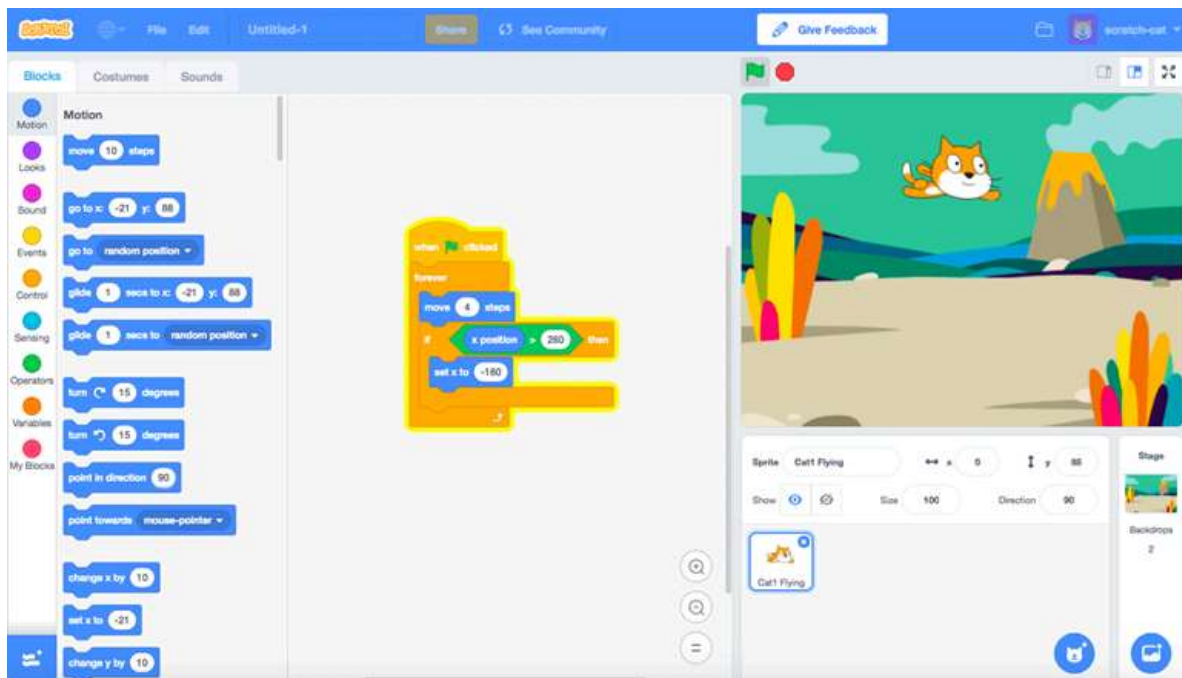 SCRATCH File Edit Untitled-1 Share See Community Give Feedback scratch-cat
Blocks Costumes Sounds
Motion
Looks
Sound
Events
Control
Sensing
Operators
Variables
My Blocks
Motion
move 10 steps
go to x: -21 y: 88
go to random position
glide 1 secs to x: -21 y: 88
glide 1 secs to random position
turn 15 degrees
turn 15 degrees
point in direction 90
point towards mouse-pointer
change x by 10
set x to -21
change y by 10
when clicked
forever
move 4 steps
if x position > 260 then
set x to -160
Sprite Cat1 Flying x 0 y 88
Show Size 100 Direction 90
Cat1 Flying
Stage
Backdrops
2